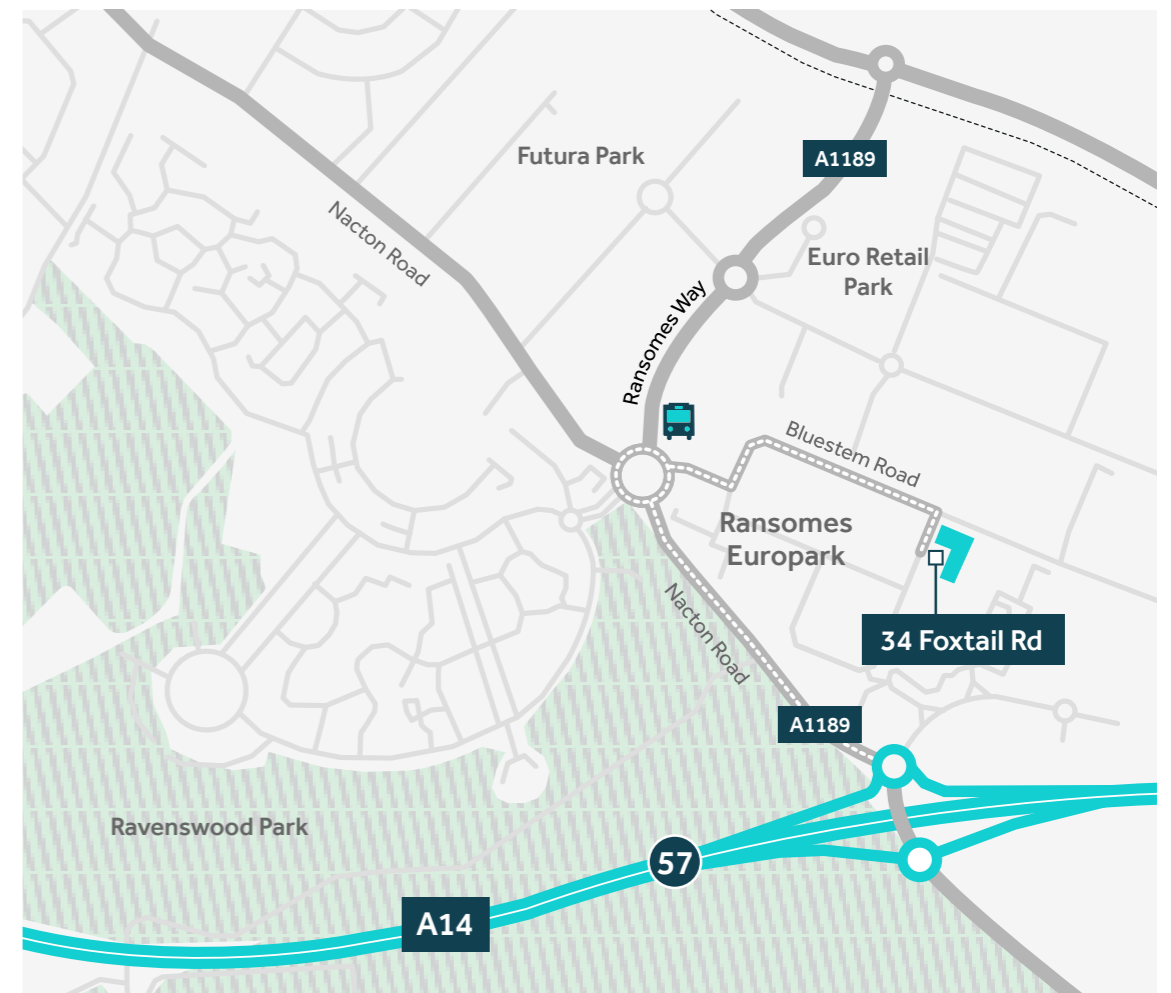 Futura Park
A1189
Nacton Road
Euro Retail
Park
Ransomes Way
Bluestem Road
Ransomes
Europark
Nacton Road
34 Foxtail Rd
A1189
Ravenswood Park
57
A14